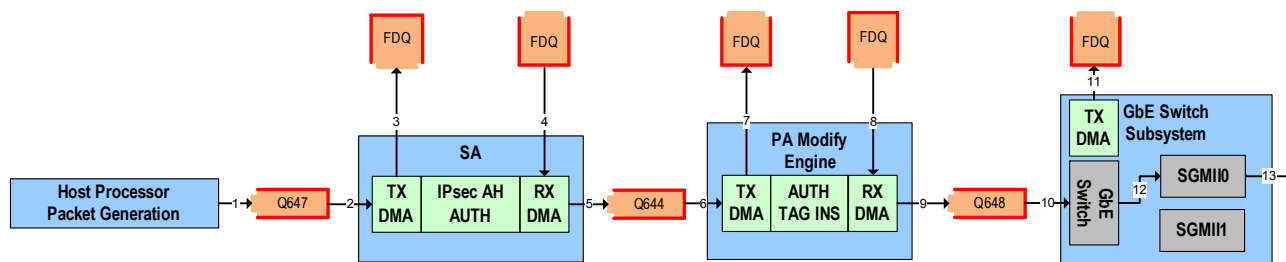 FDQ
FDQ
FDQ
FDQ
FDQ
3
4
7
8
11
SA
PA Modify
Engine
TX
DMA
GbE Switch
Subsystem
Host Processor
Packet Generation
1
Q647
2
TX
DMA
IPsec AH
AUTH
RX
DMA
5
Q644
6
TX
DMA
AUTH
TAG INS
RX
DMA
9
Q648
10
GbE
Switch
12
SGMII0
13
SGMII1